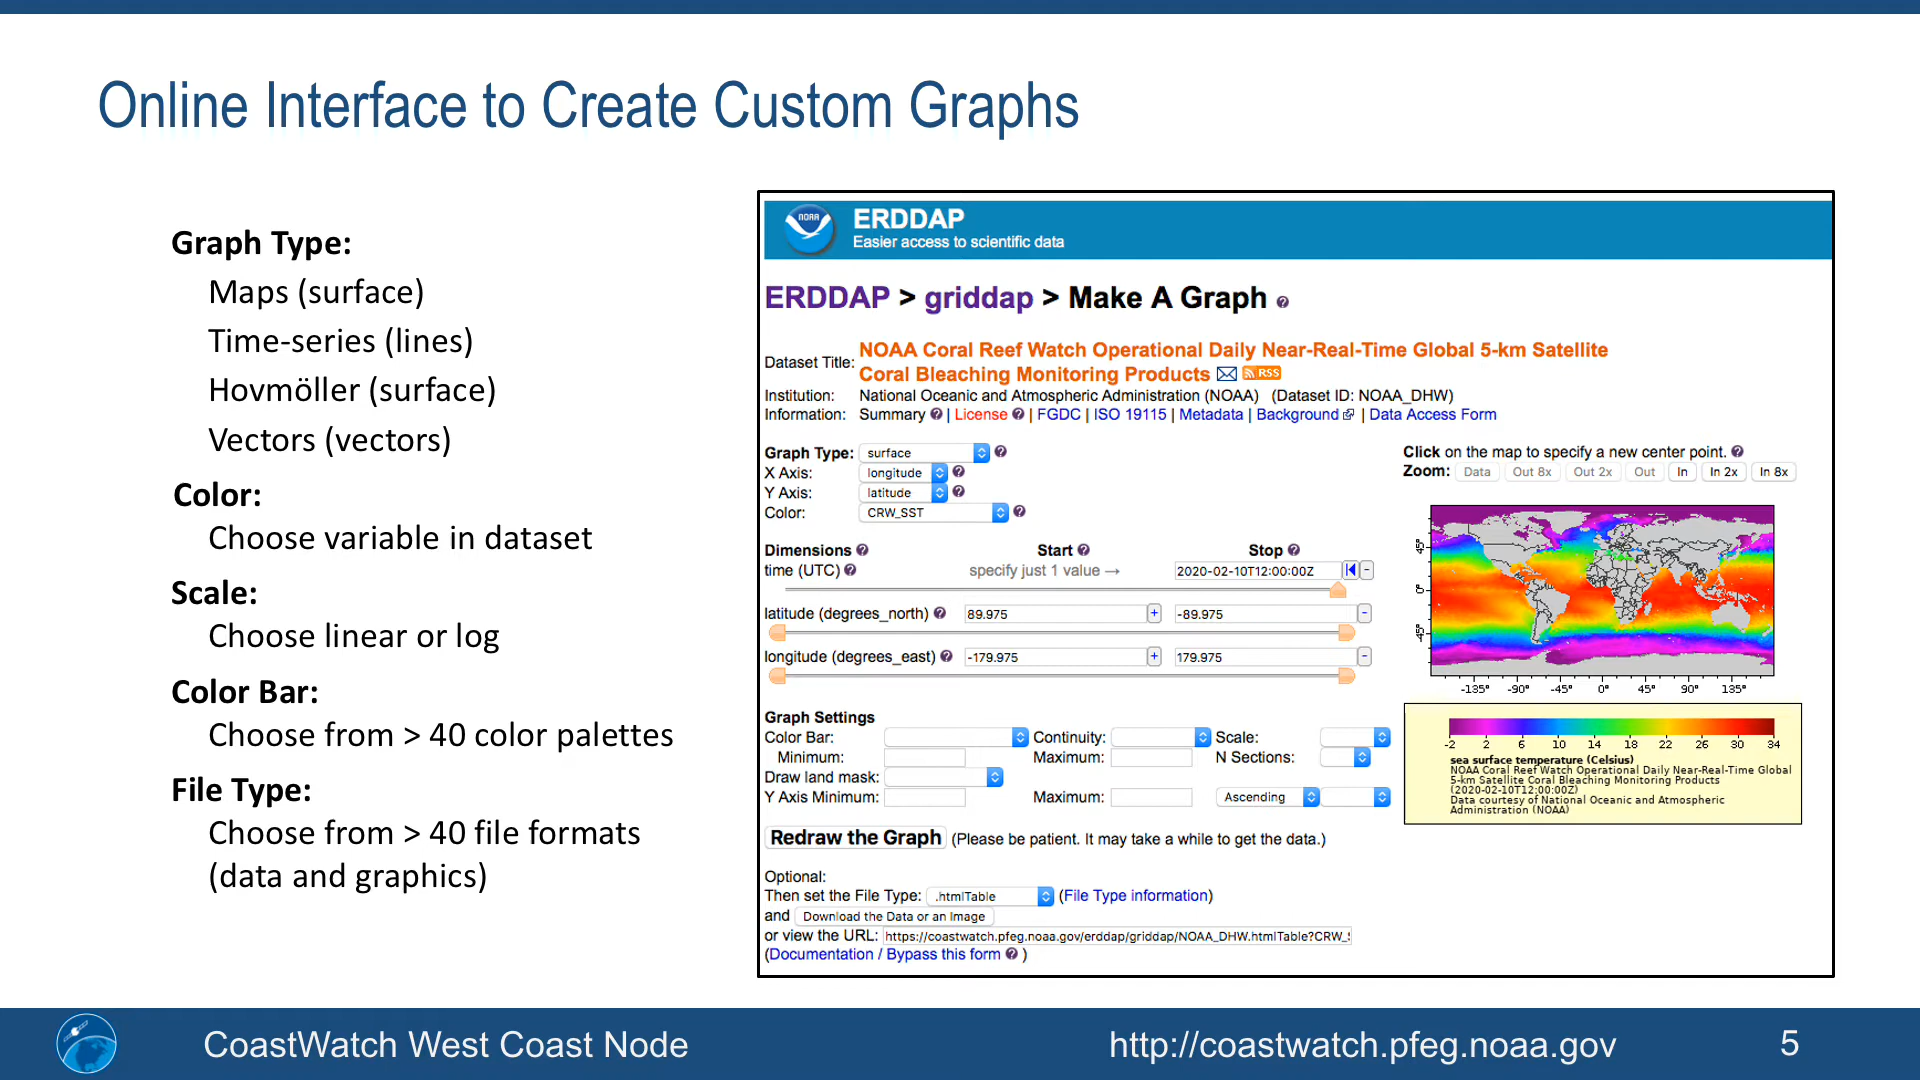 Online Interface to Create Custom Graphs
Graph Type:
Maps (surface)
Time-series (lines)
Hovmöller (surface)
Vectors (vectors)
Color:
Choose variable in dataset
Scale:
Choose linear or log
Color Bar:
Choose from > 40 color palettes
File Type:
Choose from > 40 file formats
(data and graphics)
NOAA
ERDDAP
Easier access to scientific data
ERDDAP > griddap > Make A Graph ?
Dataset Title: NOAA Coral Reef Watch Operational Daily Near-Real-Time Global 5-km Satellite
Coral Bleaching Monitoring Products RSS
Institution: National Oceanic and Atmospheric Administration (NOAA) (Dataset ID: NOAA_DHW)
Information: Summary ? | License ? | FGDC | ISO 19115 | Metadata | Background | Data Access Form
Graph Type: surface ?
X Axis: longitude ?
Y Axis: latitude ?
Color: CRW_SST ?
Dimensions ? Start ? Stop ?
time (UTC) ? specify just 1 value → 2020-02-10T12:00:00Z -
latitude (degrees_north) ? 89.975 + -89.975 -
longitude (degrees_east) ? -179.975 + 179.975 -
Graph Settings
Color Bar: Continuity: Scale:
Minimum: Maximum: N Sections:
Draw land mask:
Y Axis Minimum: Maximum: Ascending
Redraw the Graph (Please be patient. It may take a while to get the data.)
Optional:
Then set the File Type: .htmlTable (File Type information)
and Download the Data or an Image
or view the URL: https://coastwatch.pfeg.noaa.gov/erddap/griddap/NOAA_DHW.htmlTable?CRW_
(Documentation / Bypass this form ? )
Click on the map to specify a new center point. ?
Zoom: Data Out 8x Out 2x Out In In 2x In 8x
45°
0°
-45°
-135° -90° -45° 0° 45° 90° 135°
-2 2 6 10 14 18 22 26 30 34
sea surface temperature (Celsius)
NOAA Coral Reef Watch Operational Daily Near-Real-Time Global
5-km Satellite Coral Bleaching Monitoring Products
(2020-02-10T12:00:00Z)
Data courtesy of National Oceanic and Atmospheric
Administration (NOAA)
CoastWatch West Coast Node
http://coastwatch.pfeg.noaa.gov
5